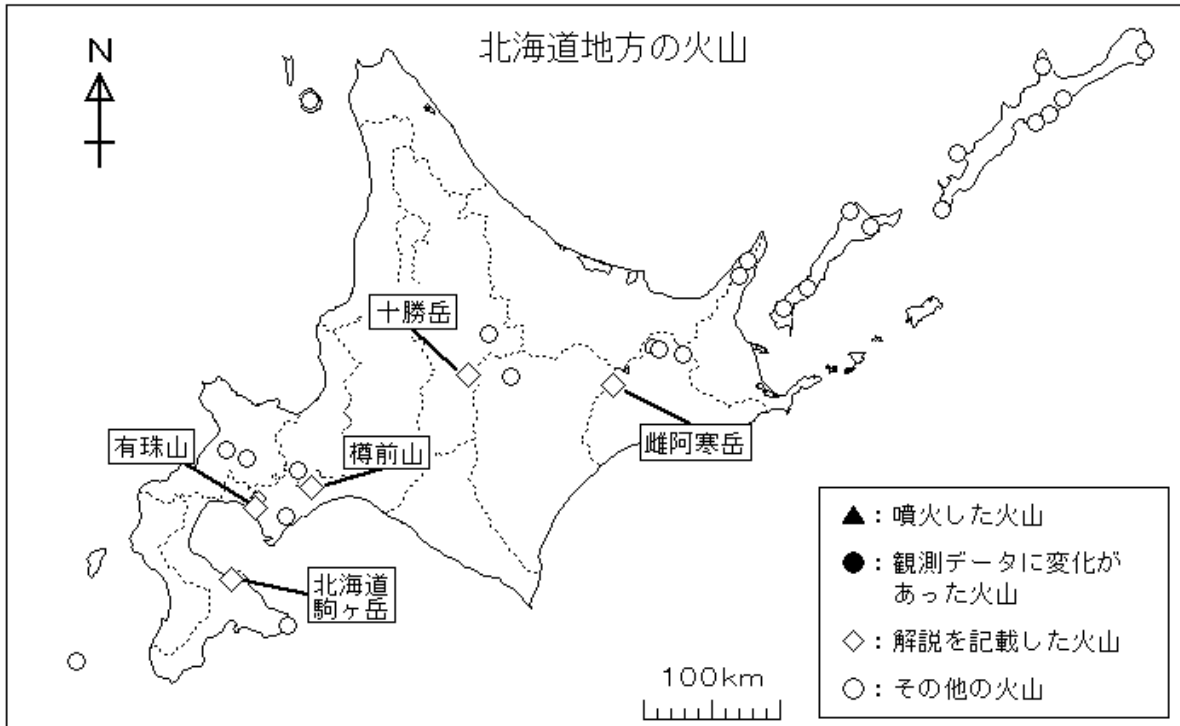 北海道地方の火山
N
十勝岳
有珠山
樽前山
雌阿寒岳
北海道
駒ヶ岳
▲：噴火した火山
●：観測データに変化が
あった火山
◇：解説を記載した火山
○：その他の火山
100km